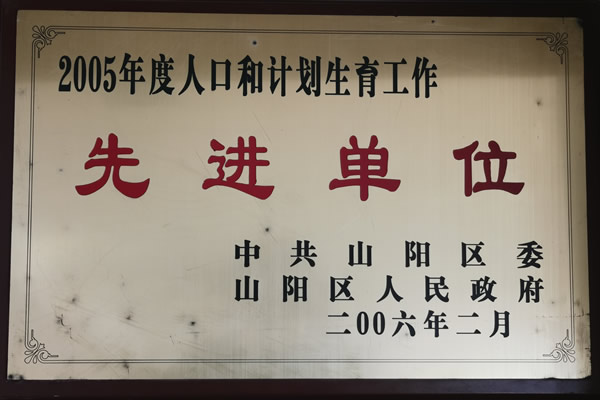 2005年度人口和计划生育工作
先进单位
中共山阳区委
山阳区人民政府
二00六年二月